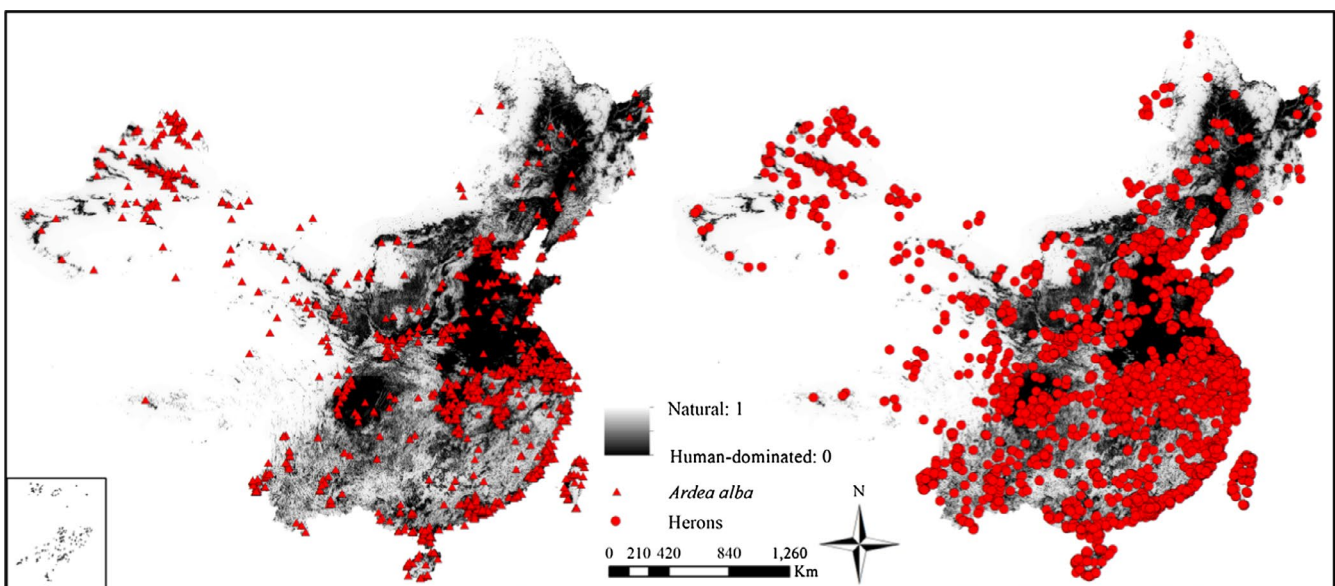 Natural: 1
Human-dominated: 0
Ardea alba
Herons
N
0 210 420 840 1,260
Km